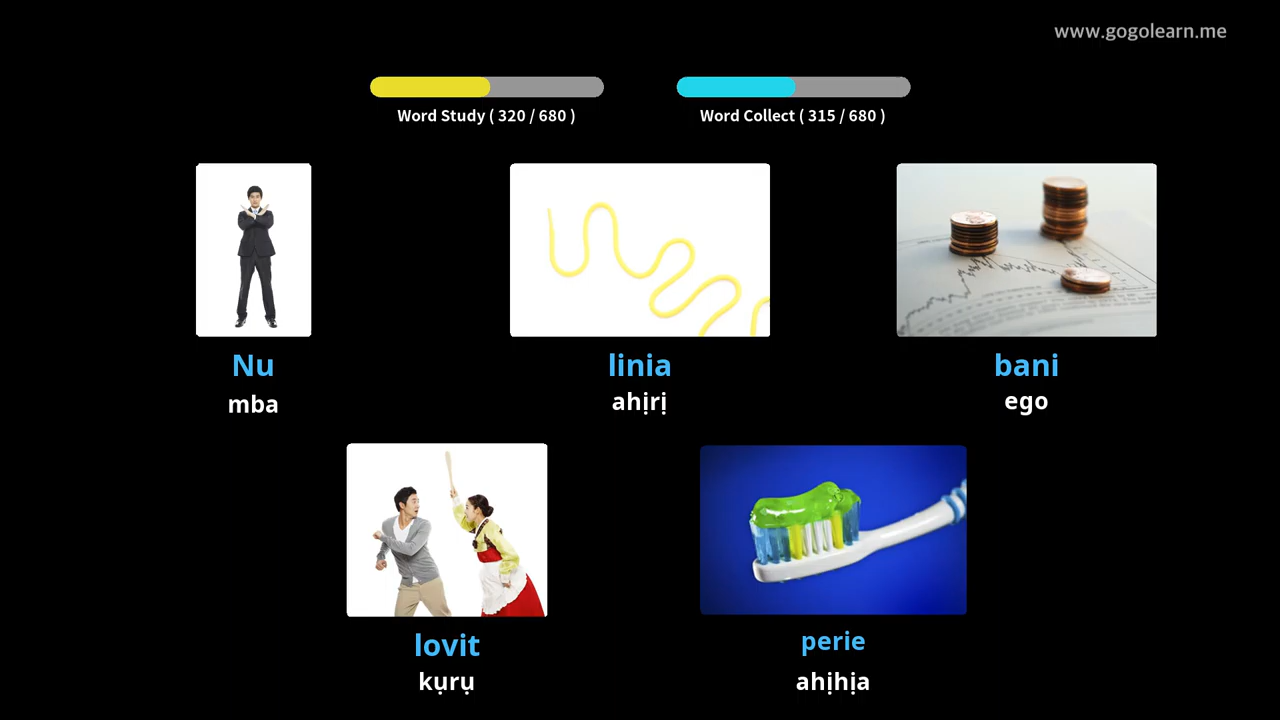 www.gogolearn.me
Word Study ( 320 / 680 )
Word Collect ( 315 / 680 )
Nu
mba
linia
ahịrị
bani
ego
lovit
kụrụ
perie
ahịhịa